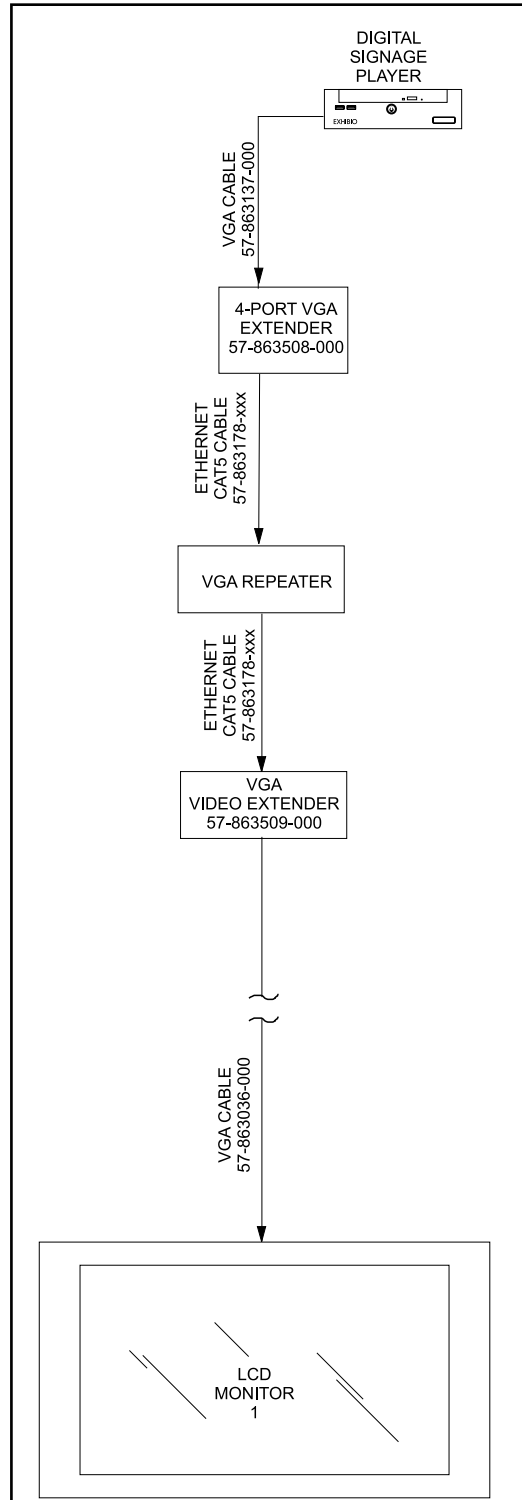 DIGITAL
SIGNAGE
PLAYER
EXHIBIO
VGA CABLE
57-863137-000
4-PORT VGA
EXTENDER
57-863508-000
ETHERNET
CAT5 CABLE
57-863178-xxx
VGA REPEATER
ETHERNET
CAT5 CABLE
57-863178-xxx
VGA
VIDEO EXTENDER
57-863509-000
VGA CABLE
57-863036-000
LCD
MONITOR
1